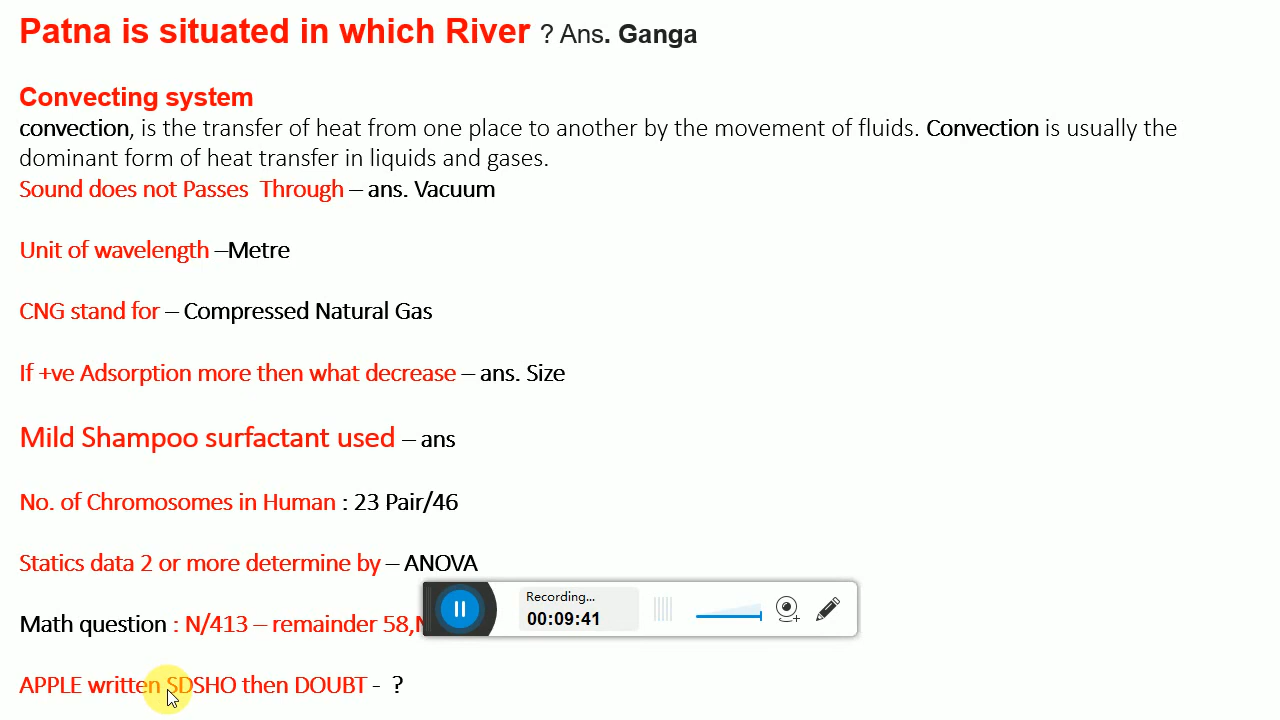 Patna is situated in which River ? Ans. Ganga
Convecting system
convection, is the transfer of heat from one place to another by the movement of fluids. Convection is usually the
dominant form of heat transfer in liquids and gases.
Sound does not Passes Through – ans. Vacuum
Unit of wavelength –Metre
CNG stand for – Compressed Natural Gas
If +ve Adsorption more then what decrease – ans. Size
Mild Shampoo surfactant used – ans
No. of Chromosomes in Human : 23 Pair/46
Statics data 2 or more determine by – ANOVA
Recording...
00:09:41
Math question : N/413 – remainder 58,
APPLE written SDSHO then DOUBT - ?